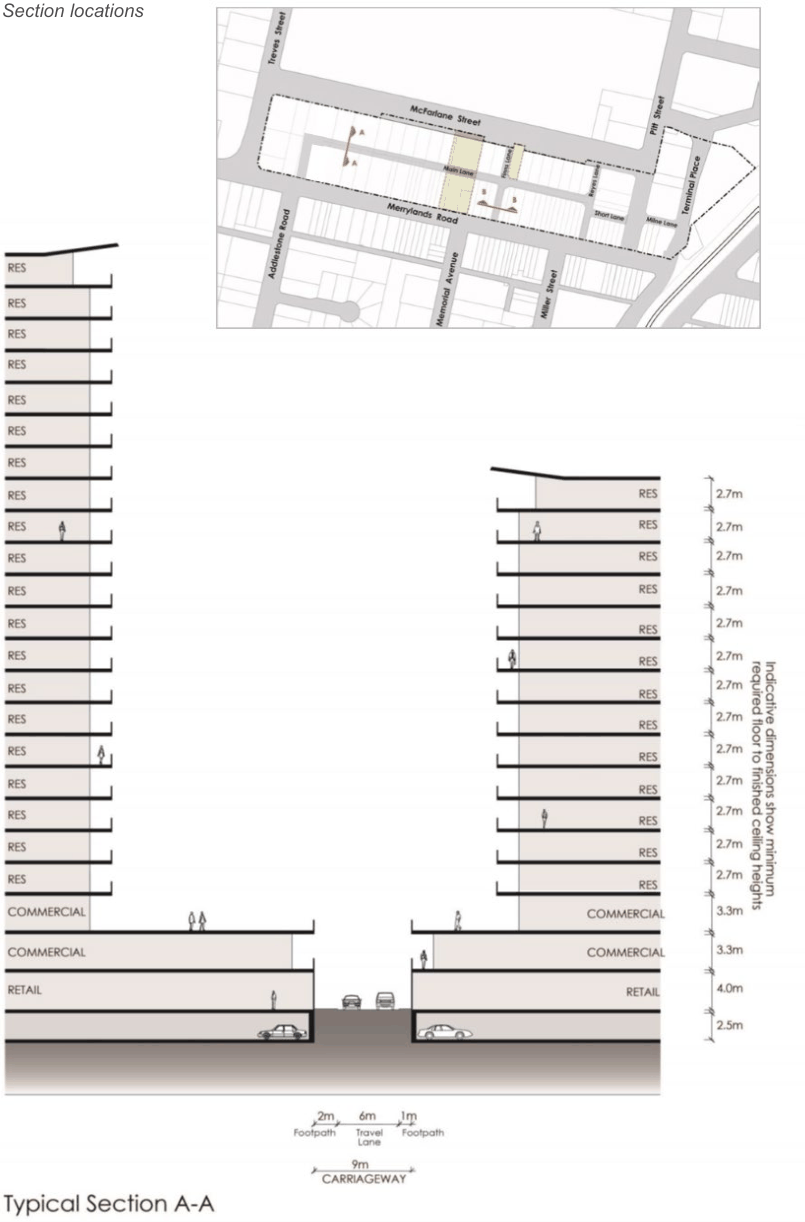 Section locations
Treves Street
McFarlane Street
Pitt Street
A
A
Main Lane
Keyes Lane
Terminal Place
Merrylands Road
Short Lane
Milne Lane
Addlestone Road
Memorial Avenue
Miller Street
RES
RES
RES
RES
RES
RES
RES
RES RES 2.7m
RES RES 2.7m
RES RES 2.7m
RES RES 2.7m
RES RES 2.7m
RES RES 2.7m
RES RES 2.7m
RES RES 2.7m
RES RES 2.7m
RES RES 2.7m
RES RES 2.7m
RES RES 2.7m
RES RES 2.7m
COMMERCIAL COMMERCIAL 3.3m
COMMERCIAL COMMERCIAL 3.3m
RETAIL RETAIL 4.0m
2.5m
Indicative dimensions show minimum
required floor to finished ceiling heights
2m 6m 1m
Footpath Travel Footpath
Lane
9m
CARRIAGEWAY
Typical Section A-A